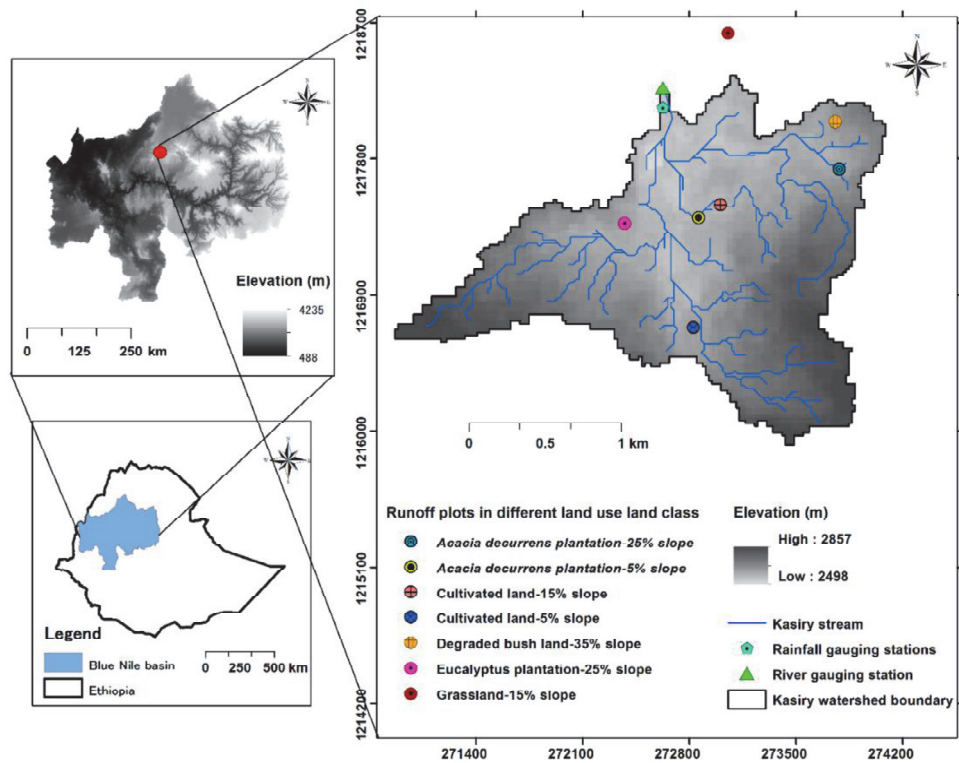 N
W E
S
Elevation (m)
4235
488
0 125 250 km
N
W E
S
Legend
Blue Nile basin
Ethiopia
0 250 500 km
1218700
1217800
1216900
1216000
1215100
1214200
N
W E
S
0 0.5 1 km
Runoff plots in different land use land class
Acacia decurrens plantation-25% slope
Acacia decurrens plantation-5% slope
Cultivated land-15% slope
Cultivated land-5% slope
Degraded bush land-35% slope
Eucalyptus plantation-25% slope
Grassland-15% slope
Elevation (m)
High : 2857
Low : 2498
Kasiry stream
Rainfall gauging stations
River gauging station
Kasiry watershed boundary
271400 272100 272800 273500 274200